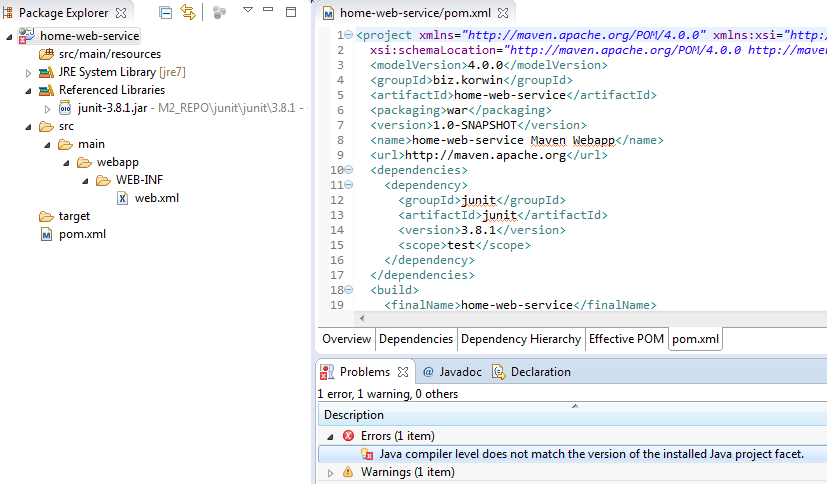 Package Explorer
home-web-service
src/main/resources
JRE System Library [jre7]
Referenced Libraries
junit-3.8.1.jar - M2_REPO\junit\junit\3.8.1 -
src
main
webapp
WEB-INF
web.xml
target
pom.xml
home-web-service/pom.xml
1 <project xmlns="http://maven.apache.org/POM/4.0.0" xmlns:xsi="http:
2 xsi:schemaLocation="http://maven.apache.org/POM/4.0.0 http://mave
3 <modelVersion>4.0.0</modelVersion>
4 <groupId>biz.korwin</groupId>
5 <artifactId>home-web-service</artifactId>
6 <packaging>war</packaging>
7 <version>1.0-SNAPSHOT</version>
8 <name>home-web-service Maven Webapp</name>
9 <url>http://maven.apache.org</url>
10 <dependencies>
11 <dependency>
12 <groupId>junit</groupId>
13 <artifactId>junit</artifactId>
14 <version>3.8.1</version>
15 <scope>test</scope>
16 </dependency>
17 </dependencies>
18 <build>
19 <finalName>home-web-service</finalName>
Overview Dependencies Dependency Hierarchy Effective POM pom.xml
Problems @ Javadoc Declaration
1 error, 1 warning, 0 others
Description
Errors (1 item)
Java compiler level does not match the version of the installed Java project facet.
Warnings (1 item)